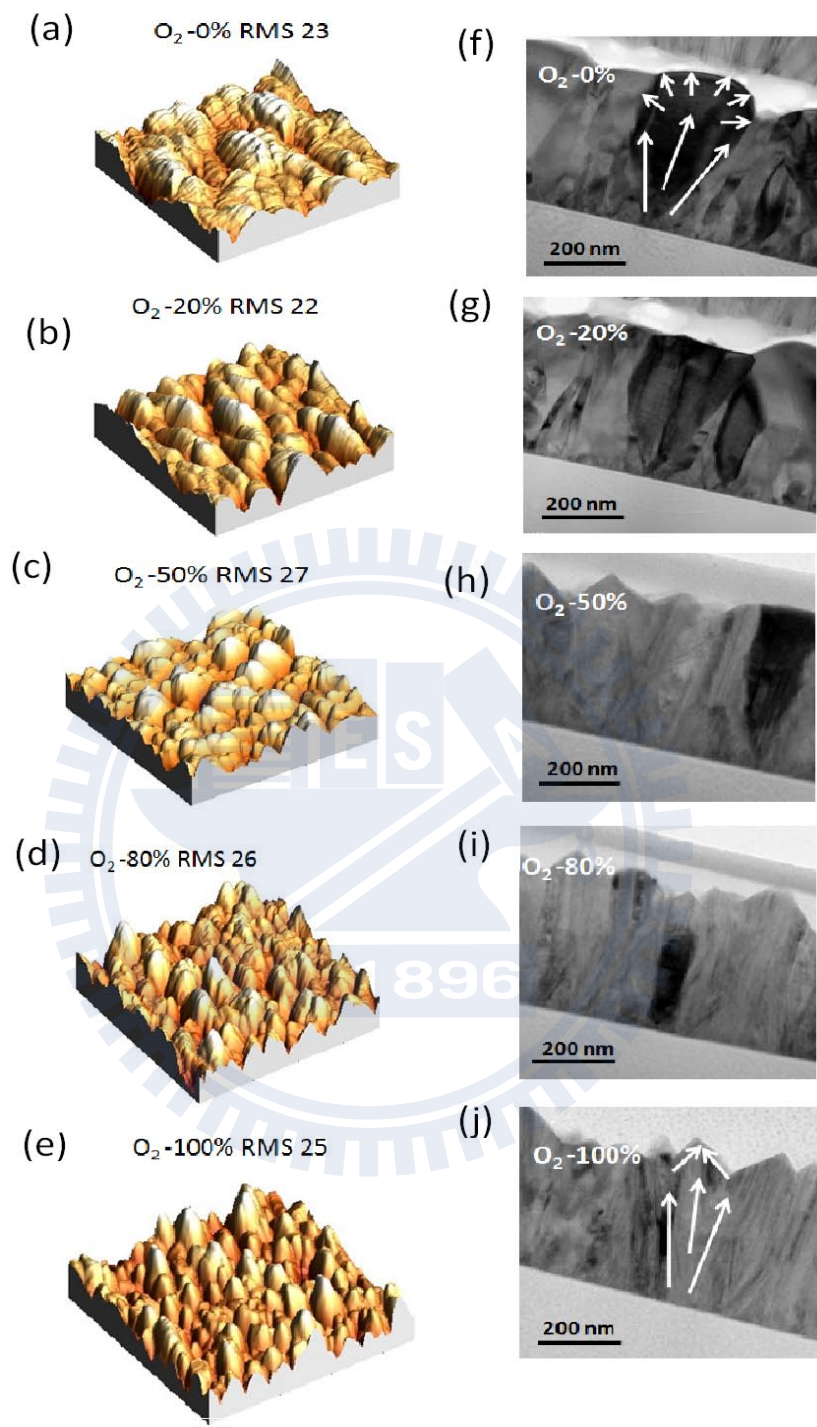 (a)
O₂-0% RMS 23
(b)
O₂-20% RMS 22
(c)
O₂-50% RMS 27
(d)
O₂-80% RMS 26
(e)
O₂-100% RMS 25
(f)
O₂-0%
200 nm
(g)
O₂-20%
200 nm
(h)
O₂-50%
200 nm
(i)
O₂-80%
200 nm
(j)
O₂-100%
200 nm
ESA
1896